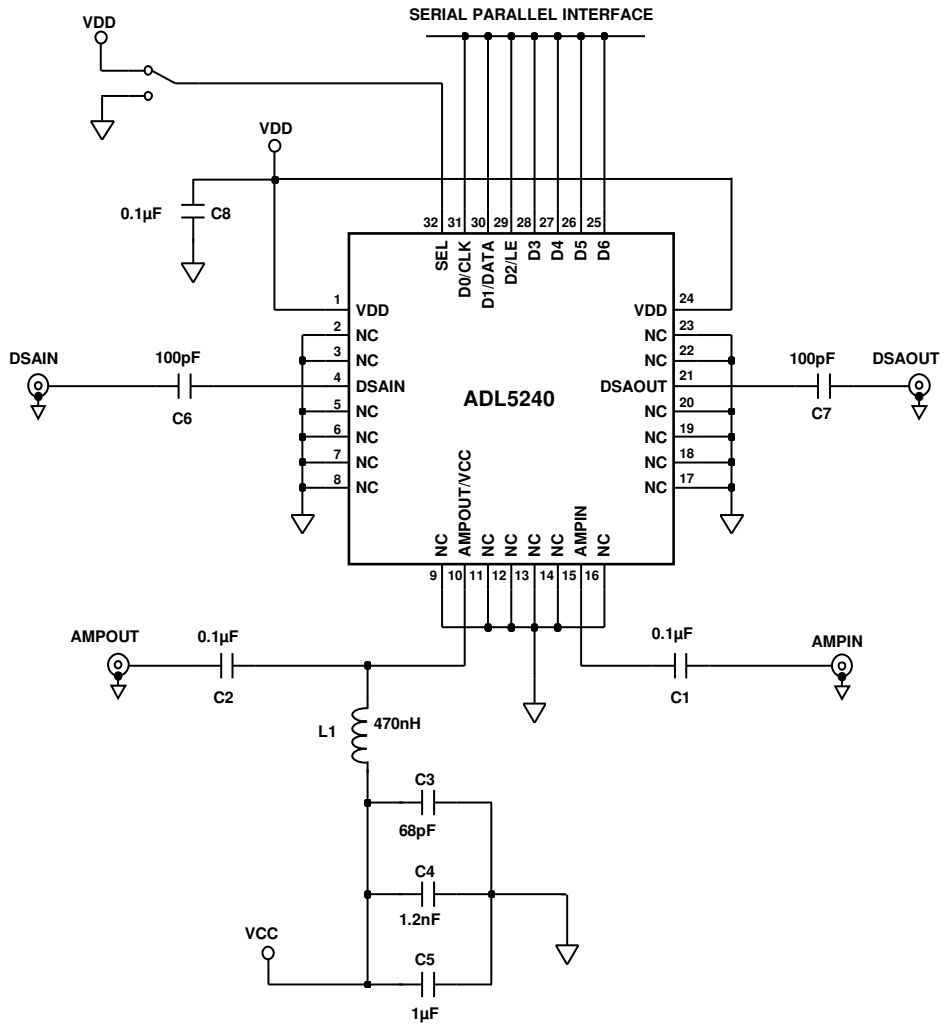 SERIAL PARALLEL INTERFACE
VDD
VDD
0.1µF
C8
32 31 30 29 28 27 26 25
SEL
D0/CLK
D1/DATA
D2/LE
D3
D4
D5
D6
1 VDD
2 NC
3 NC
4 DSAIN
5 NC
6 NC
7 NC
8 NC
VDD 24
NC 23
NC 22
DSAOUT 21
NC 20
NC 19
NC 18
NC 17
DSAIN
100pF
C6
ADL5240
100pF
C7
DSAOUT
NC
AMPOUT/VCC
NC
NC
NC
NC
AMPIN
NC
9 10 11 12 13 14 15 16
AMPOUT
0.1µF
C2
0.1µF
C1
AMPIN
L1
470nH
C3
68pF
C4
1.2nF
VCC
C5
1µF